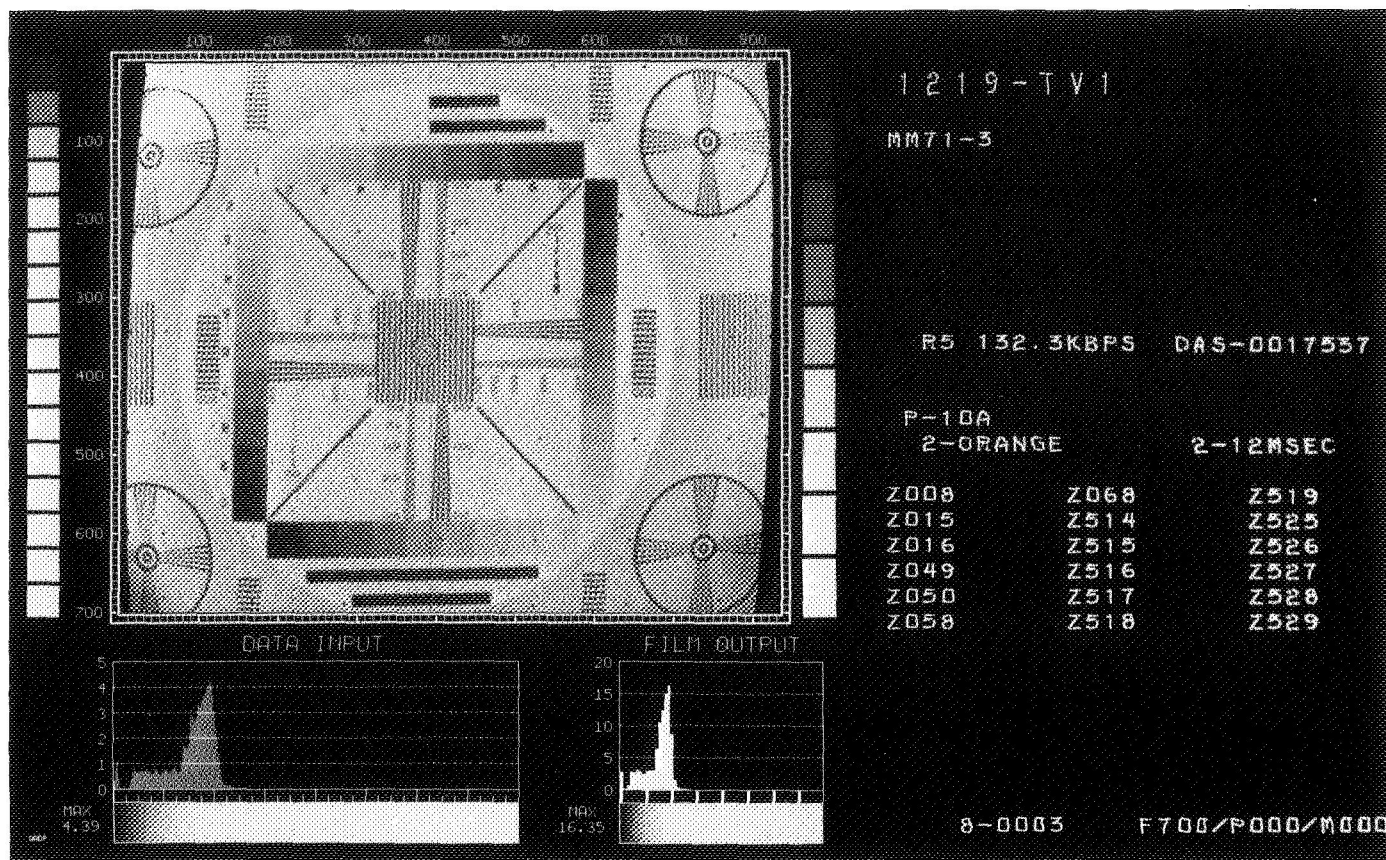 100 200 300 400 500 600 700 800
100
200
300
400
500
600
700
1219-TV1
MM71-3
R5 132.3KBPS DAS-0017557
P-10A
2-ORANGE 2-12MSEC
Z008 Z068 Z519
Z015 Z514 Z525
Z016 Z515 Z526
Z049 Z516 Z527
Z050 Z517 Z528
Z058 Z518 Z529
DATA INPUT
5
4
3
2
1
0
MAX
4.39
FILM OUTPUT
20
15
10
5
0
MAX
16.35
8-0003 F700/P000/M000